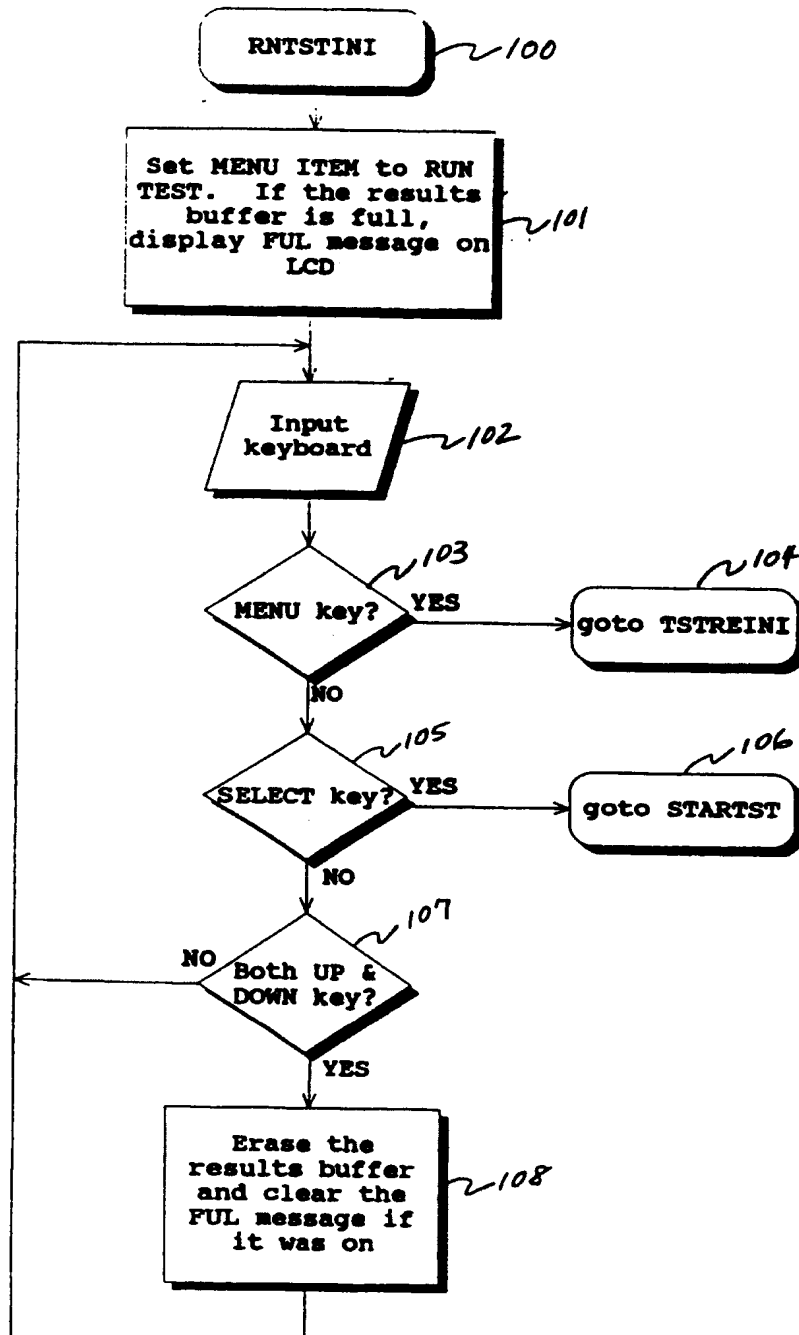 RNTSTINI
100
Set MENU ITEM to RUN
TEST. If the results
buffer is full,
display FUL message on
LCD
101
Input
keyboard
102
103
MENU key?
YES
104
goto TSTREINI
NO
105
SELECT key?
YES
106
goto STARTST
NO
107
NO
Both UP &
DOWN key?
YES
Erase the
results buffer
and clear the
FUL message if
it was on
108